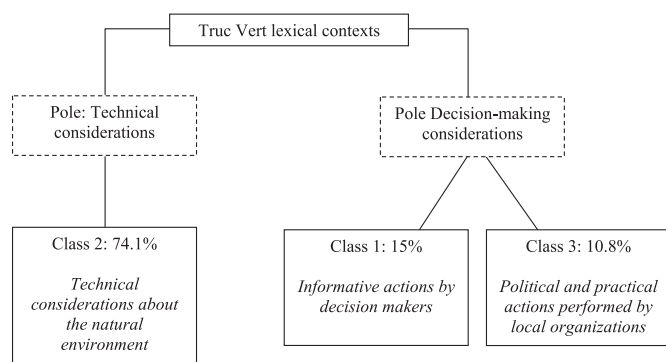 Truc Vert lexical contexts
Pole: Technical
considerations
Pole Decision-making
considerations
Class 2: 74.1%
Technical
considerations about
the natural
environment
Class 1: 15%
Informative actions by
decision makers
Class 3: 10.8%
Political and practical
actions performed by
local organizations